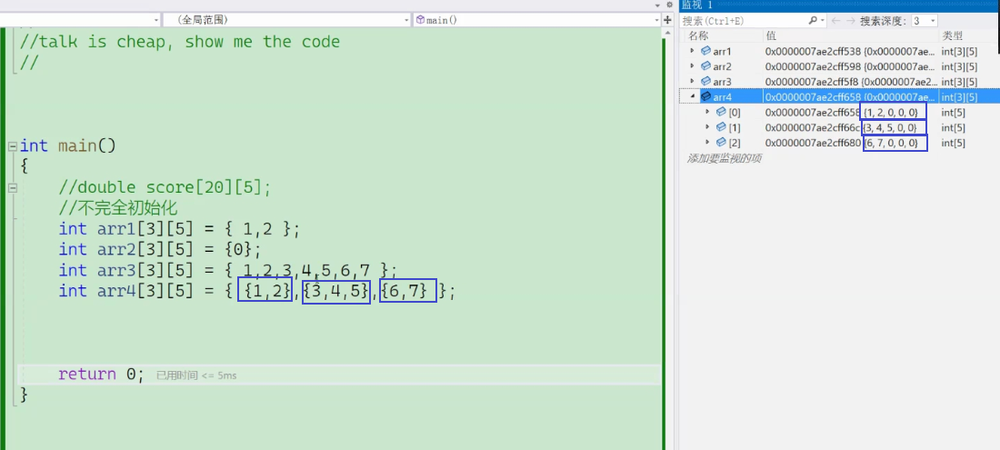 (全局范围) main()
//talk is cheap, show me the code
//
int main()
{
//double score[20][5];
//不完全初始化
int arr1[3][5] = { 1,2 };
int arr2[3][5] = {0};
int arr3[3][5] = { 1,2,3,4,5,6,7 };
int arr4[3][5] = { {1,2},{3,4,5},{6,7} };
return 0; 已用时间 <= 5ms
}
监视 1
搜索(Ctrl+E) 搜索深度: 3
名称 值 类型
arr1 0x0000007ae2cff538 {0x0000007ae... int[3][5]
arr2 0x0000007ae2cff598 {0x0000007ae... int[3][5]
arr3 0x0000007ae2cff5f8 {0x0000007ae2... int[3][5]
arr4 0x0000007ae2cff658 {0x0000007ae... int[3][5]
[0] 0x0000007ae2cff658 {1, 2, 0, 0, 0} int[5]
[1] 0x0000007ae2cff66c {3, 4, 5, 0, 0} int[5]
[2] 0x0000007ae2cff680 {6, 7, 0, 0, 0} int[5]
添加要监视的项